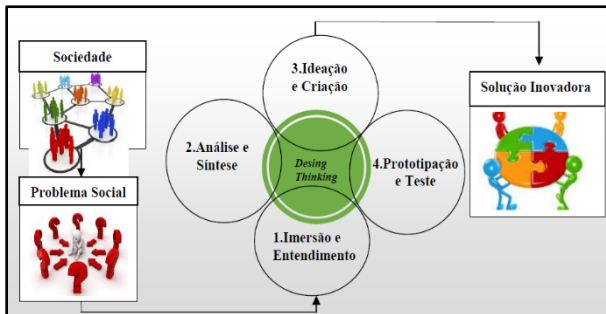 Sociedade
Problema Social
3.Ideação
e Criação
2.Análise e
Síntese
Desing
Thinking
4.Prototipação
e Teste
1.Imersão e
Entendimento
Solução Inovadora